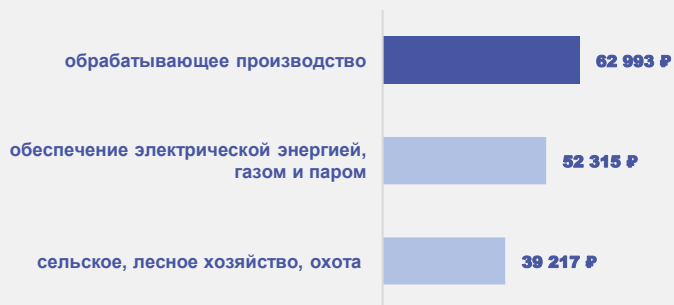 обрабатывающее производство
62 993 ₽
обеспечение электрической энергией,
газом и паром
52 315 ₽
сельское, лесное хозяйство, охота
39 217 ₽